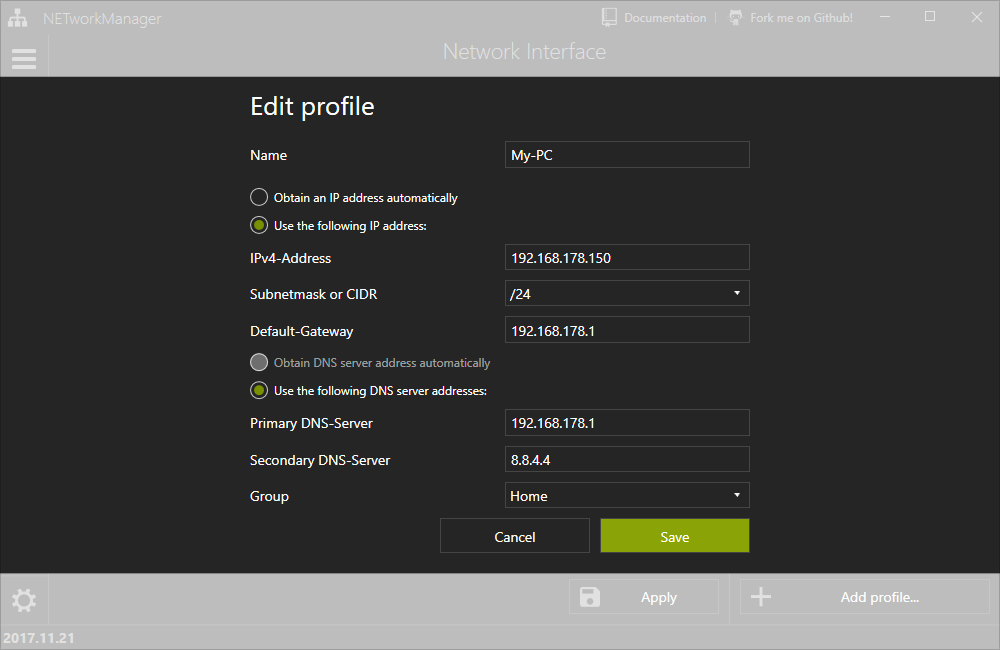 NETworkManager Documentation Fork me on Github!
Network Interface
Edit profile
Name My-PC
Obtain an IP address automatically
Use the following IP address:
IPv4-Address 192.168.178.150
Subnetmask or CIDR /24
Default-Gateway 192.168.178.1
Obtain DNS server address automatically
Use the following DNS server addresses:
Primary DNS-Server 192.168.178.1
Secondary DNS-Server 8.8.4.4
Group Home
Cancel Save
Apply Add profile...
2017.11.21